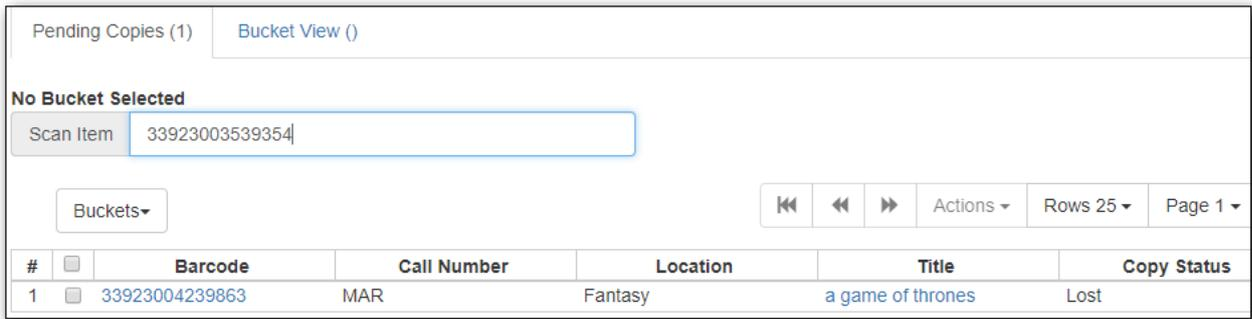 Pending Copies (1) Bucket View ()
No Bucket Selected
Scan Item 33923003539354
Buckets Actions Rows 25 Page 1
# Barcode Call Number Location Title Copy Status
1 33923004239863 MAR Fantasy a game of thrones Lost